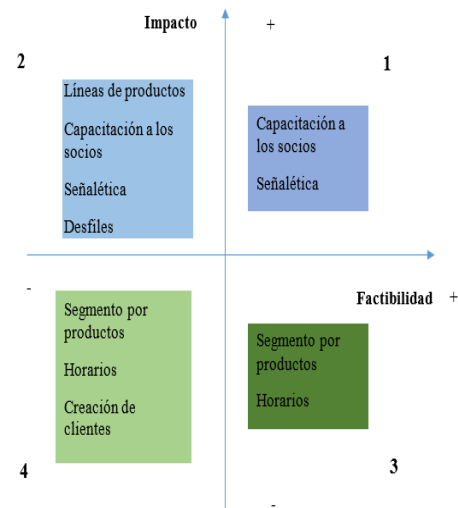 Impacto
+
2
1
Líneas de productos
Capacitación a los
socios
Señalética
Desfiles
Capacitación a
los socios
Señalética
-
Factibilidad +
Segmento por
productos
Horarios
Creación de
clientes
Segmento por
productos
Horarios
4
3
-